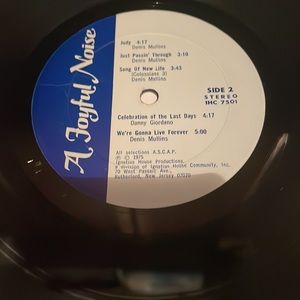 A Joyful Noise
Judy 4:17
Denis Mullins
Just Passin' Through 3:10
Denis Mullins
Song Of New Life 3:43
(Colossians 3)
Denis Mullins
SIDE 2
STEREO
IHC 7501
Celebration of the Last Days 4:17
Danny Giordano
We're Gonna Live Forever 5:00
Denis Mullins
All selections A.S.C.A.P.
℗ © 1975
Ignatius House Productions,
a division of Ignatius House Community, Inc.
70 West Passaic Ave.
Rutherford, New Jersey 07070